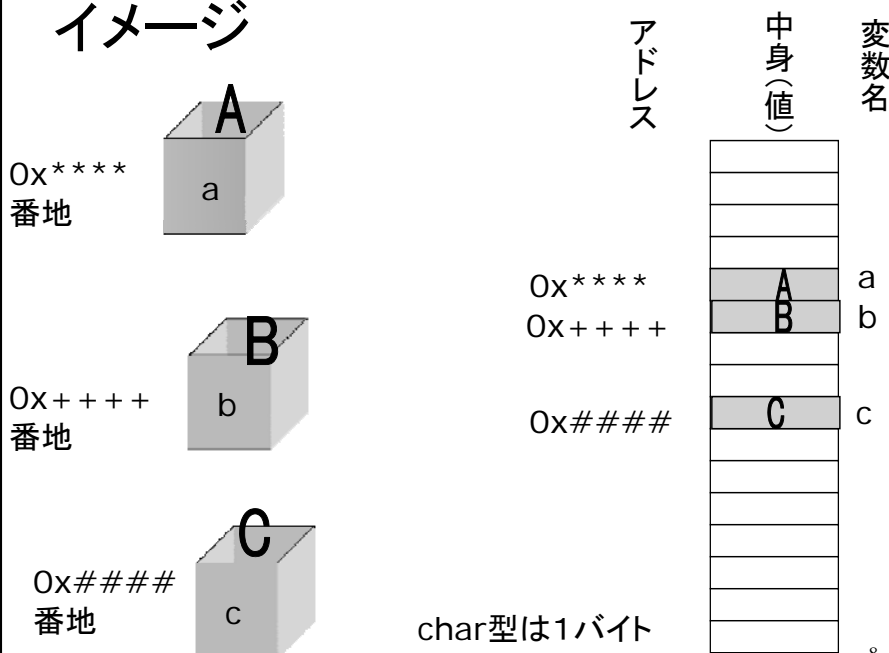 イメージ
A
0x****
番地
a
B
0x++++
番地
b
C
0x####
番地
c
アドレス
中身(値)
変数名
0x****
A
a
0x++++
B
b
0x####
C
c
char型は1バイト
8